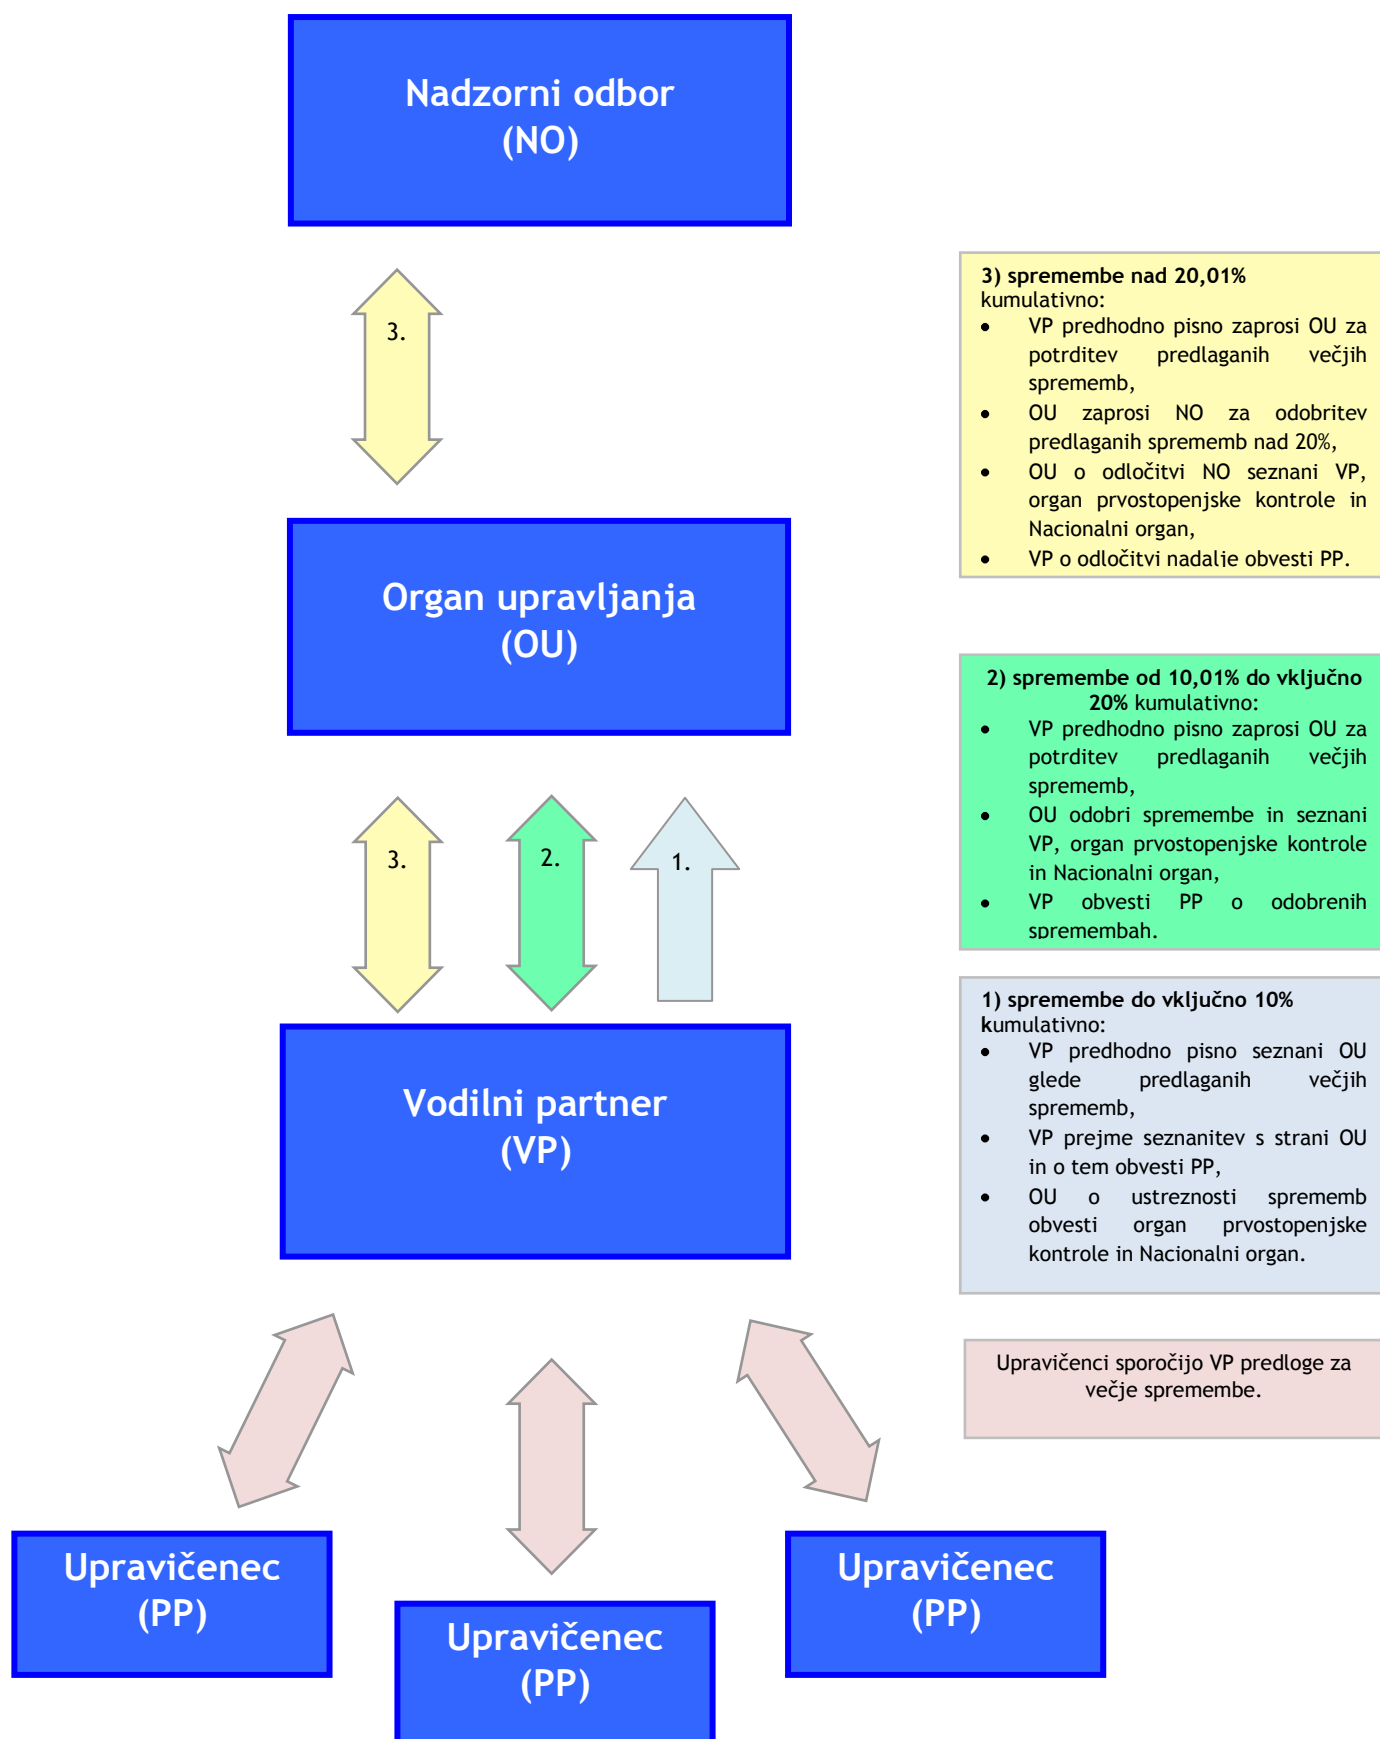 Nadzorni odbor
(NO)
3.
3) spremembe nad 20,01%
kumulativno:
• VP predhodno pisno zaprosi OU za
potrditev predlaganih večjih
sprememb,
• OU zaprosi NO za odobritev
predlaganih sprememb nad 20%,
• OU o odločitvi NO seznani VP,
organ prvostopenjske kontrole in
Nacionalni organ,
• VP o odločitvi nadalje obvesti PP.
Organ upravljanja
(OU)
2) spremembe od 10,01% do vključno
20% kumulativno:
• VP predhodno pisno zaprosi OU za
potrditev predlaganih večjih
sprememb,
• OU odobri spremembe in seznani
VP, organ prvostopenjske kontrole
in Nacionalni organ,
• VP obvesti PP o odobrenih
spremembah.
3.
2.
1.
1) spremembe do vključno 10%
kumulativno:
• VP predhodno pisno seznani OU
glede predlaganih večjih
sprememb,
• VP prejme seznanitev s strani OU
in o tem obvesti PP,
• OU o ustreznosti sprememb
obvesti organ prvostopenjske
kontrole in Nacionalni organ.
Vodilni partner
(VP)
Upravičenci sporočijo VP predloge za
večje spremembe.
Upravičenec
(PP)
Upravičenec
(PP)
Upravičenec
(PP)